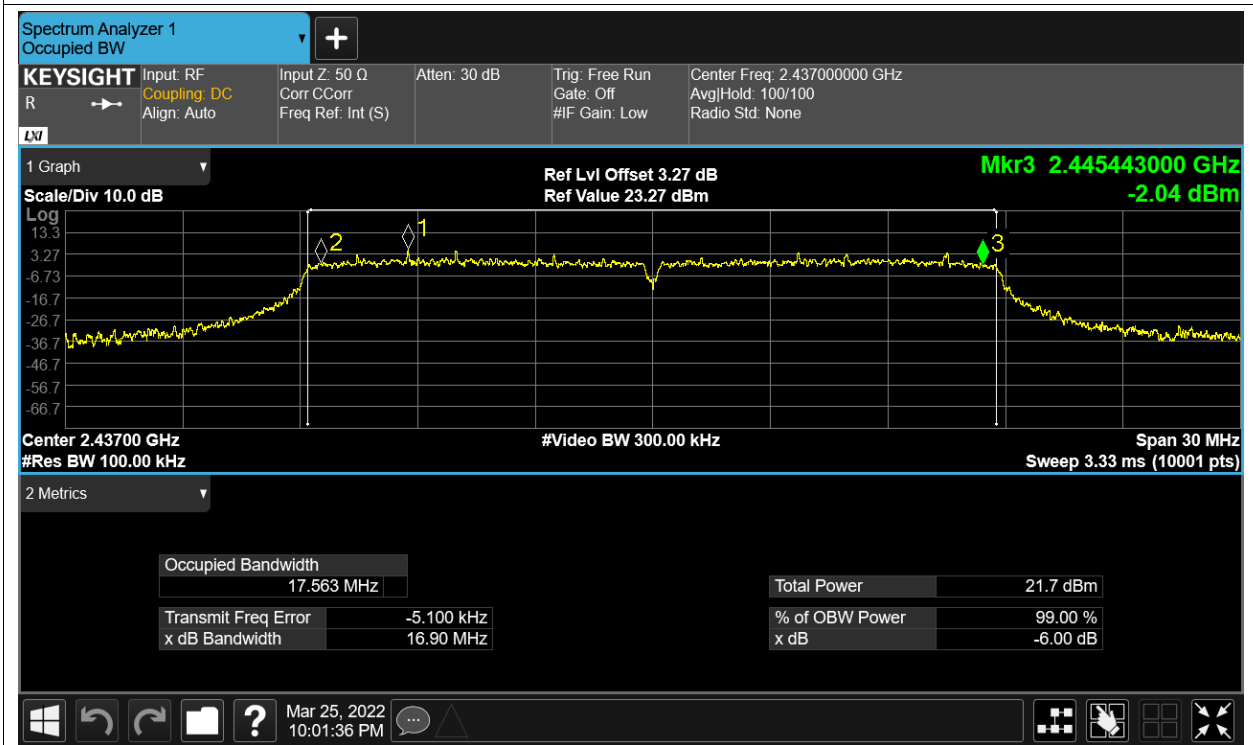 Spectrum Analyzer 1
Occupied BW
KEYSIGHT
R
LXI
Input: RF
Coupling: DC
Align: Auto
Input Z: 50 Ω
Corr CCorr
Freq Ref: Int (S)
Atten: 30 dB
Trig: Free Run
Gate: Off
#IF Gain: Low
Center Freq: 2.437000000 GHz
Avg|Hold: 100/100
Radio Std: None
1 Graph
Ref Lvl Offset 3.27 dB
Mkr3 2.445443000 GHz
Scale/Div 10.0 dB
Ref Value 23.27 dBm
-2.04 dBm
Log
13.3
3.27
-6.73
-16.7
-26.7
-36.7
-46.7
-56.7
-66.7
2
1
3
Center 2.43700 GHz
#Video BW 300.00 kHz
Span 30 MHz
#Res BW 100.00 kHz
Sweep 3.33 ms (10001 pts)
2 Metrics
Occupied Bandwidth
17.563 MHz
Total Power 21.7 dBm
Transmit Freq Error -5.100 kHz
% of OBW Power 99.00 %
x dB Bandwidth 16.90 MHz
x dB -6.00 dB
?
Mar 25, 2022
10:01:36 PM